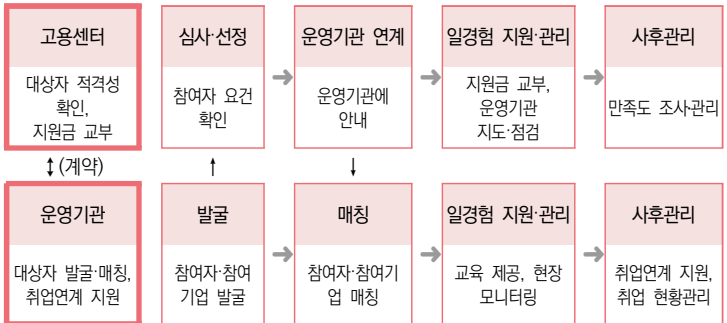 고용센터
대상자 적격성
확인,
지원금 교부
심사·선정
참여자 요건
확인
운영기관 연계
운영기관에
안내
일경험 지원·관리
지원금 교부,
운영기관
지도·점검
사후관리
만족도 조사·관리
(계약)
운영기관
대상자 발굴·매칭,
취업연계 지원
발굴
참여자·참여
기업 발굴
매칭
참여자·참여기
업 매칭
일경험 지원·관리
교육 제공, 현장
모니터링
사후관리
취업연계 지원,
취업 현황관리